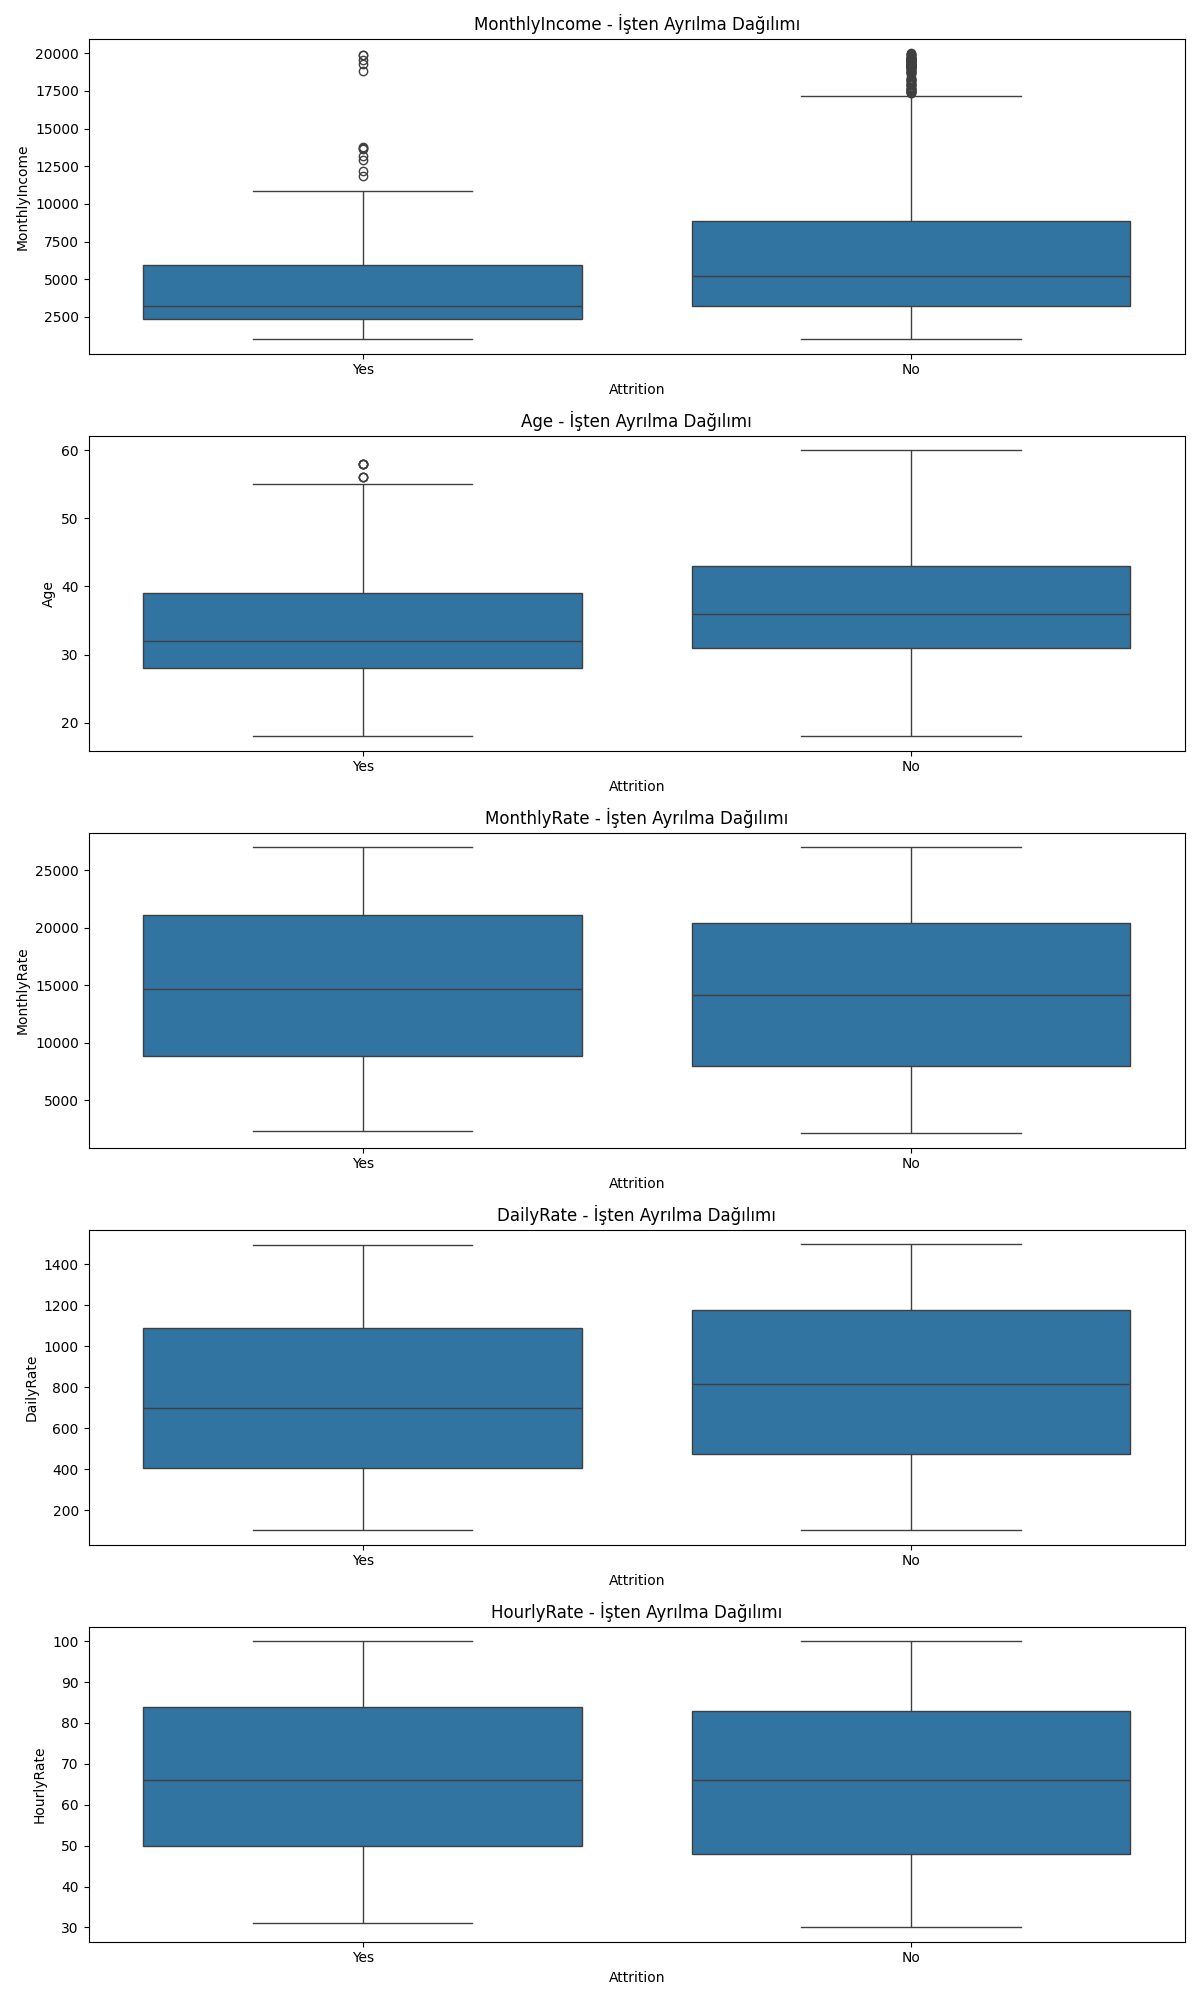 MonthlyIncome - İşten Ayrılma Dağılımı
20000
17500
15000
12500
10000
7500
5000
2500
MonthlyIncome
Yes
No
Attrition
Age - İşten Ayrılma Dağılımı
60
50
40
30
20
Age
Yes
No
Attrition
MonthlyRate - İşten Ayrılma Dağılımı
25000
20000
15000
10000
5000
MonthlyRate
Yes
No
Attrition
DailyRate - İşten Ayrılma Dağılımı
1400
1200
1000
800
600
400
200
DailyRate
Yes
No
Attrition
HourlyRate - İşten Ayrılma Dağılımı
100
90
80
70
60
50
40
30
HourlyRate
Yes
No
Attrition